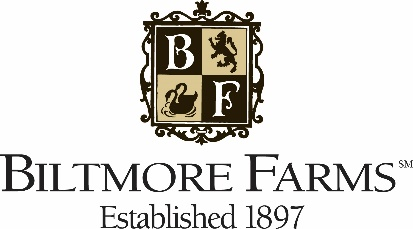 B
F
BILTMORE FARMS℠
Established 1897